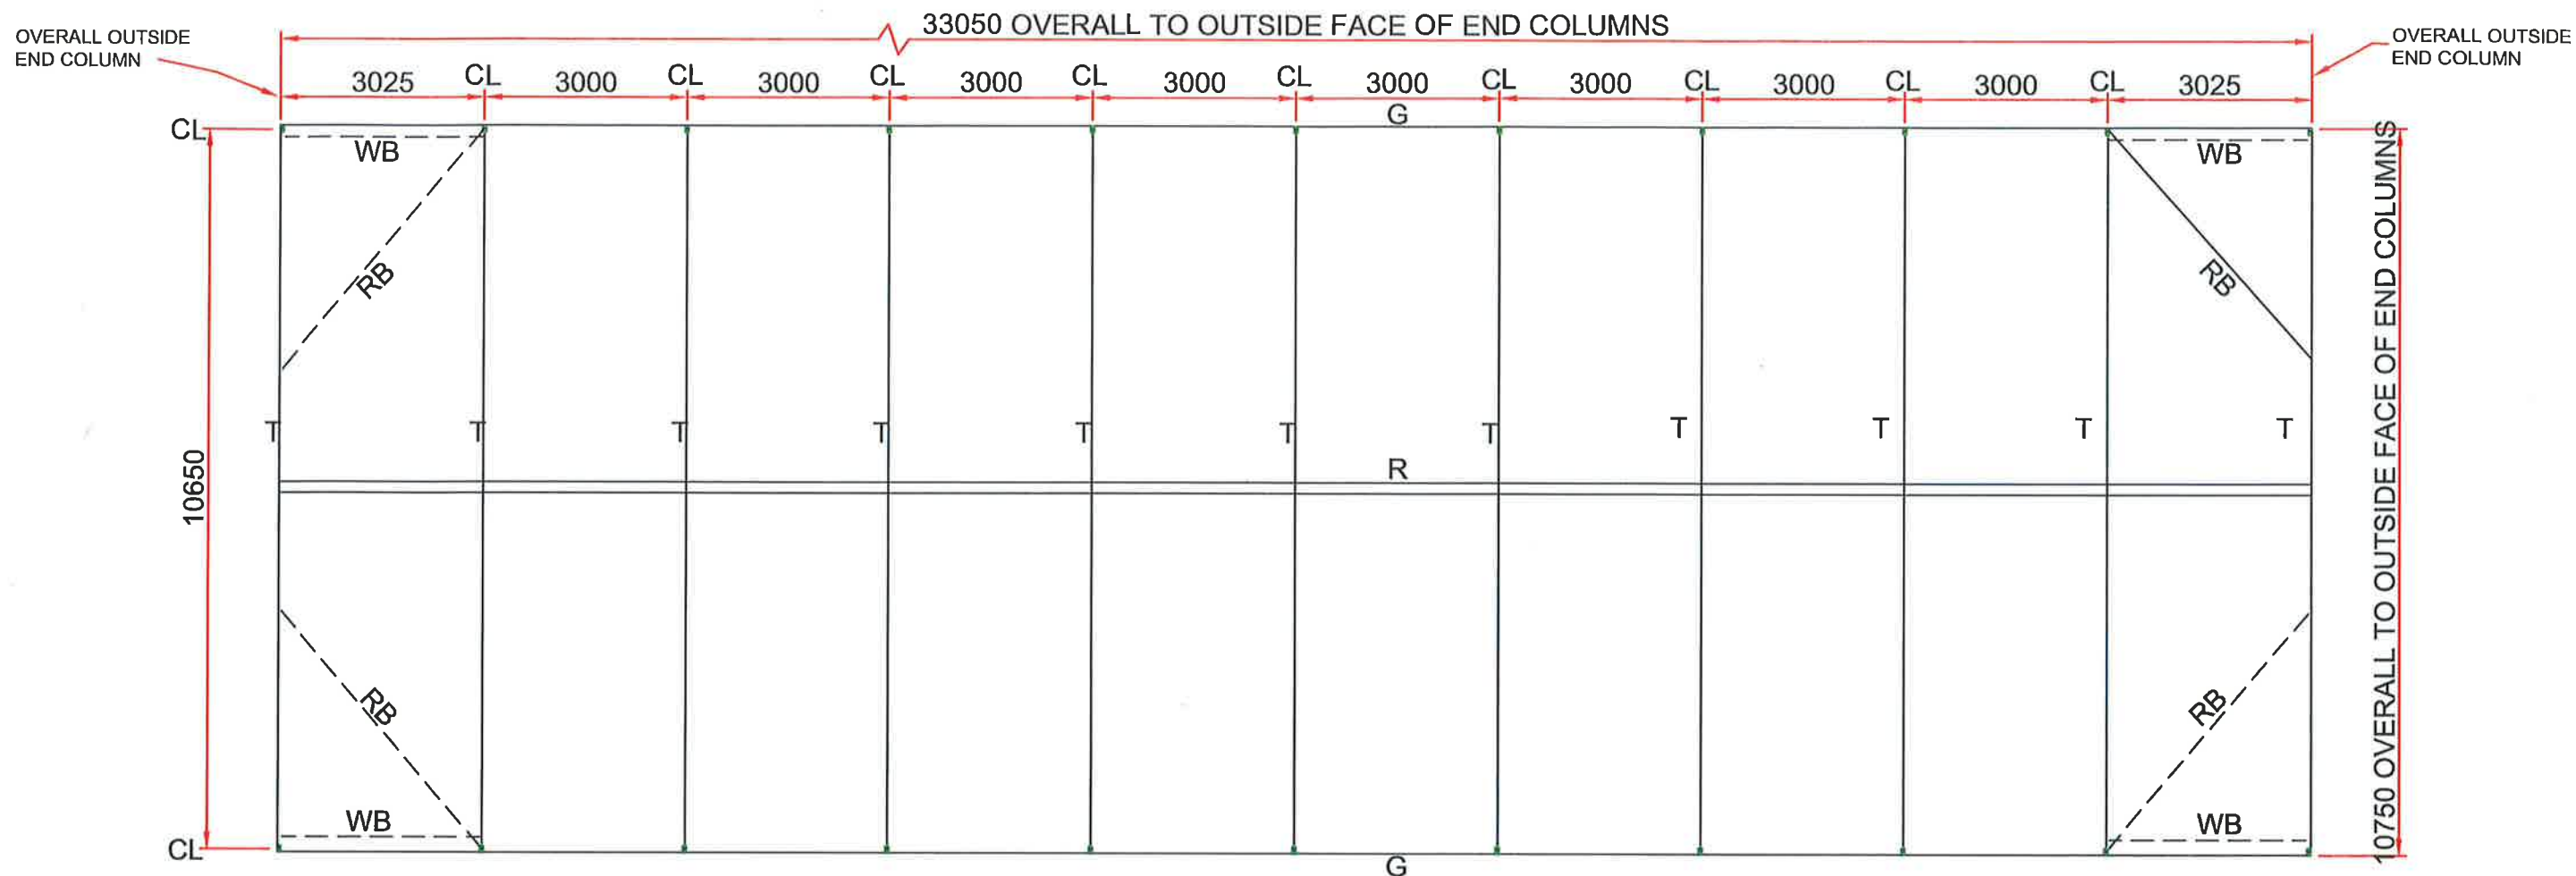 33050 OVERALL TO OUTSIDE FACE OF END COLUMNS
OVERALL OUTSIDE
END COLUMN
OVERALL OUTSIDE
END COLUMN
3025 CL 3000 CL 3000 CL 3000 CL 3000 CL 3000 CL 3000 CL 3000 CL 3000 CL 3025
G
CL
WB
WB
RB
RB
T T T T T T T T T T T
R
10650
10750 OVERALL TO OUTSIDE FACE OF END COLUMNS
RB
RB
WB
WB
CL
G